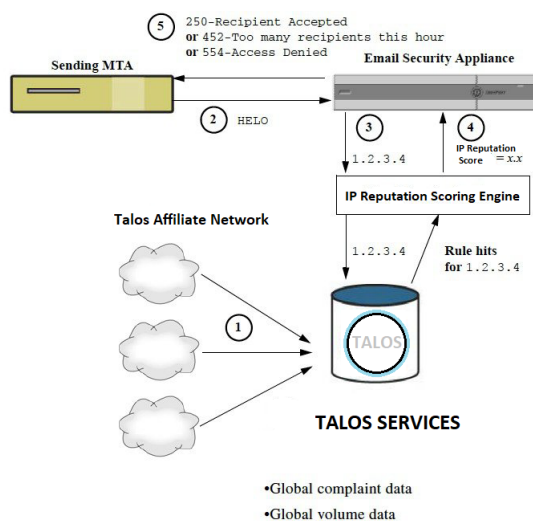 5
250-Recipient Accepted
or 452-Too many recipients this hour
or 554-Access Denied
Sending MTA
Email Security Appliance
2
HELO
3
4
1.2.3.4
IP Reputation
Score = x.x
IP Reputation Scoring Engine
Talos Affiliate Network
1.2.3.4
Rule hits
for 1.2.3.4
1
TALOS
TALOS SERVICES
•Global complaint data
•Global volume data